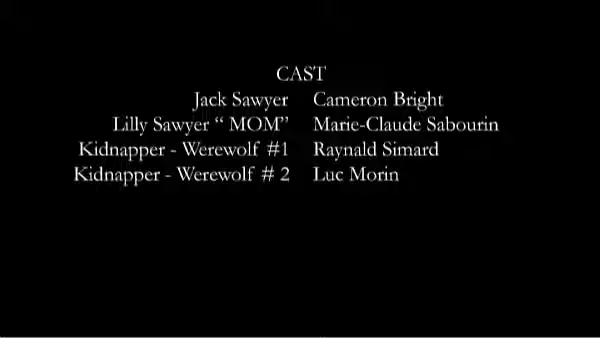 CAST
Jack Sawyer Cameron Bright
Lilly Sawyer “ MOM” Marie-Claude Sabourin
Kidnapper - Werewolf #1 Raynald Simard
Kidnapper - Werewolf # 2 Luc Morin